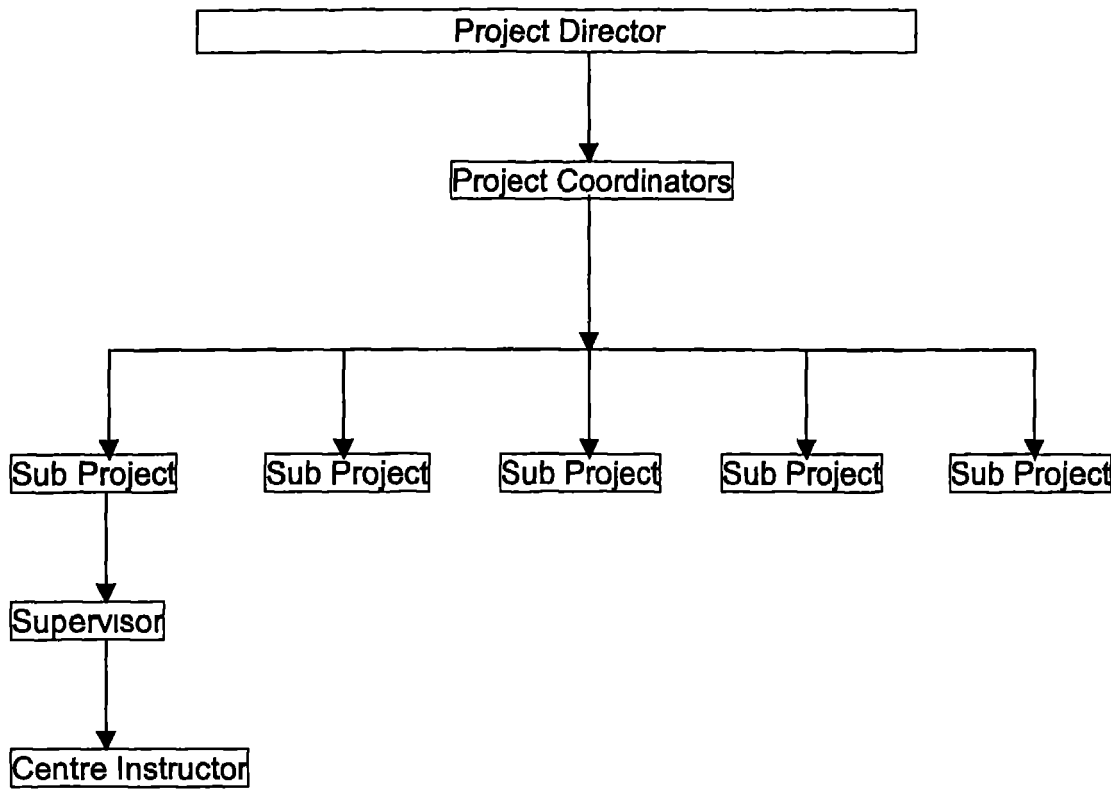 Project Director
Project Coordinators
Sub Project
Sub Project
Sub Project
Sub Project
Sub Project
Supervisor
Centre Instructor